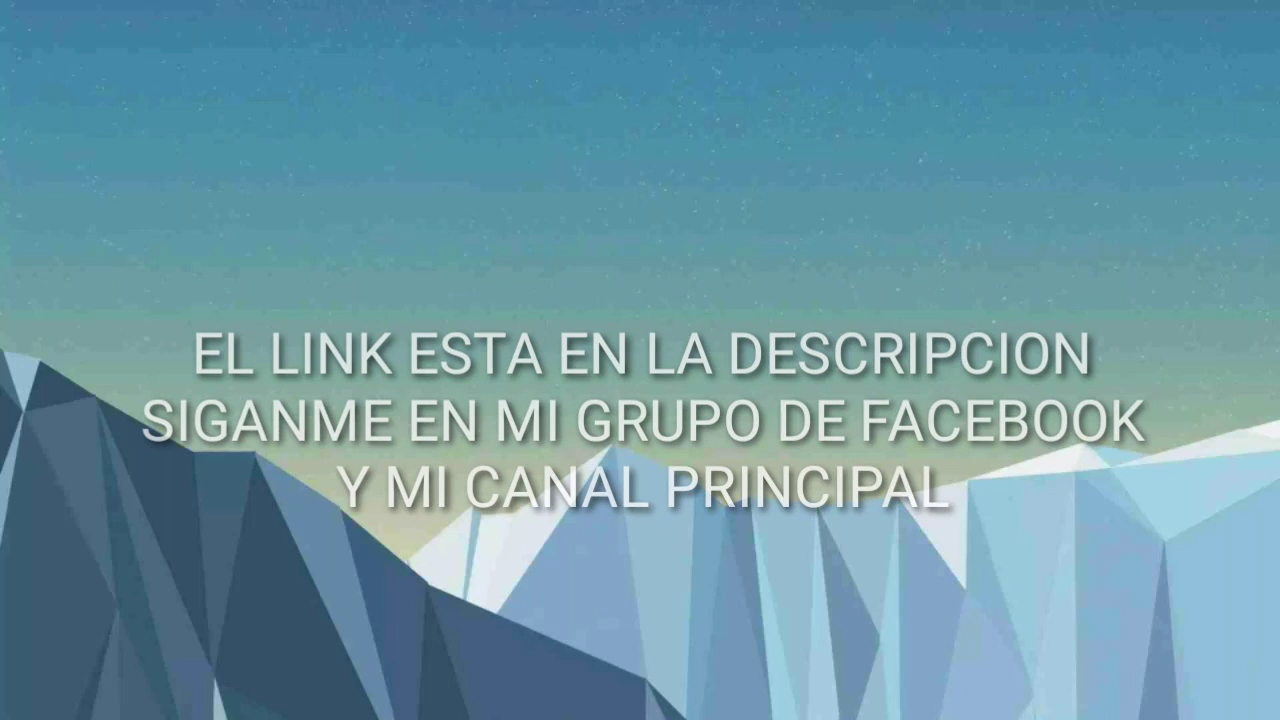 EL LINK ESTA EN LA DESCRIPCION
SIGANME EN MI GRUPO DE FACEBOOK
Y MI CANAL PRINCIPAL